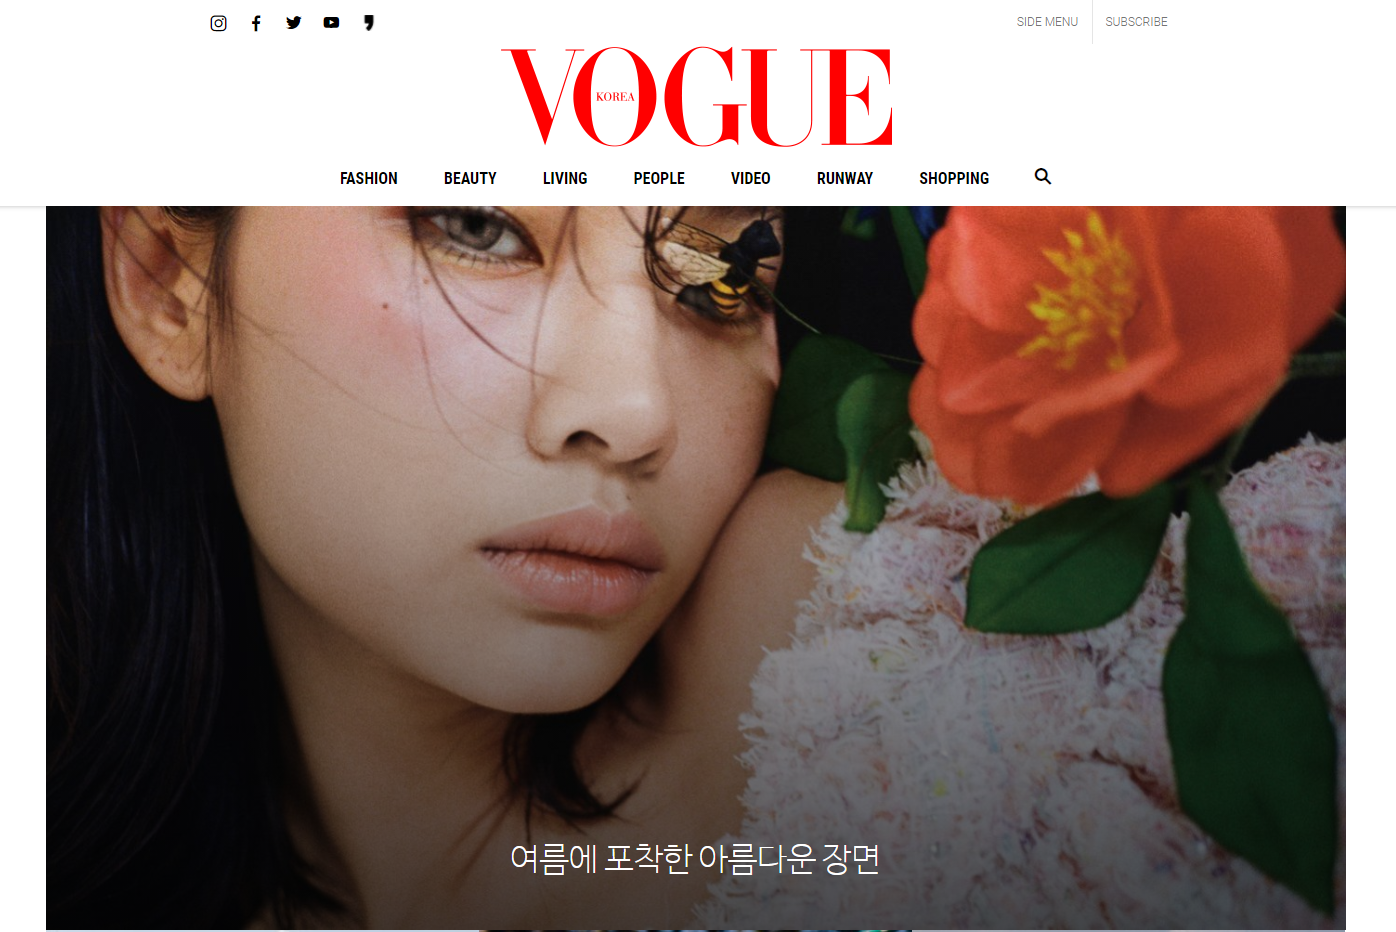 SIDE MENU
SUBSCRIBE
VOGUE
KOREA
FASHION BEAUTY LIVING PEOPLE VIDEO RUNWAY SHOPPING
여름에 포착한 아름다운 장면